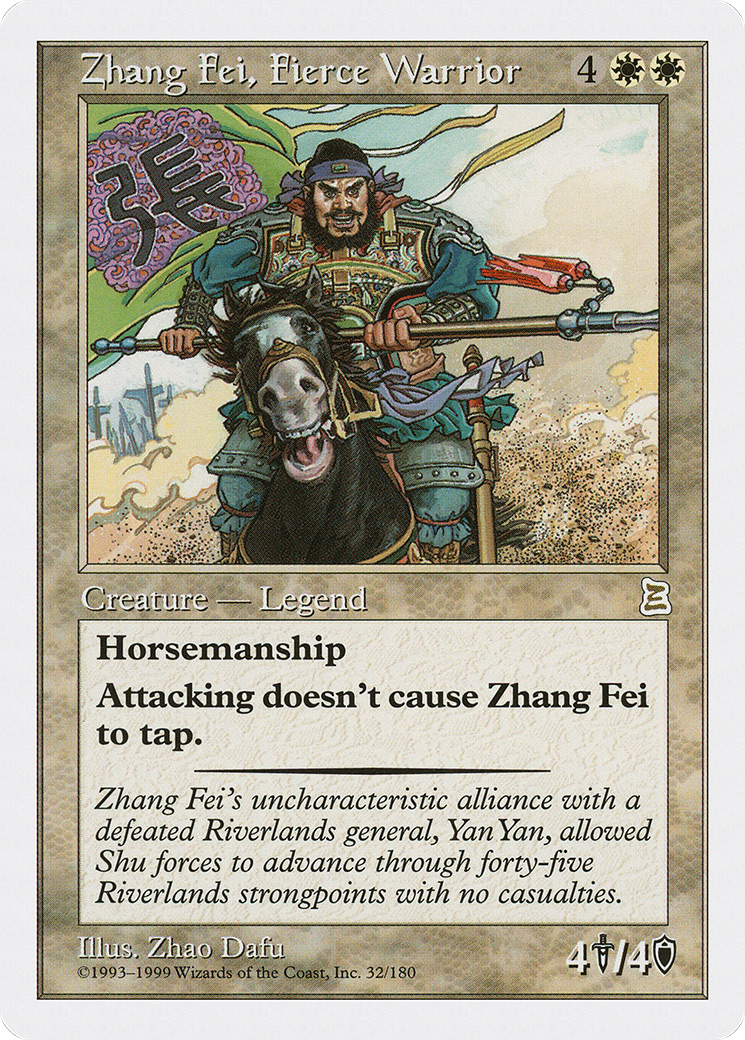 Zhang Fei, Fierce Warrior 4
張
Creature — Legend
Horsemanship
Attacking doesn't cause Zhang Fei
to tap.
Zhang Fei's uncharacteristic alliance with a
defeated Riverlands general, Yan Yan, allowed
Shu forces to advance through forty-five
Riverlands strongpoints with no casualties.
Illus. Zhao Dafu
4/4
©1993–1999 Wizards of the Coast, Inc. 32/180